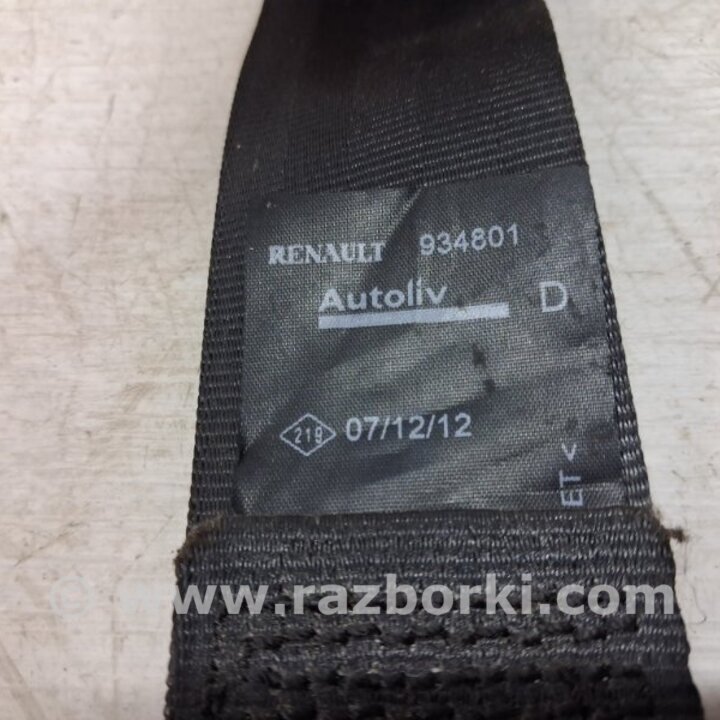 RENAULT 934801
Autoliv D
219 07/12/12
ET <
www.razborki.com